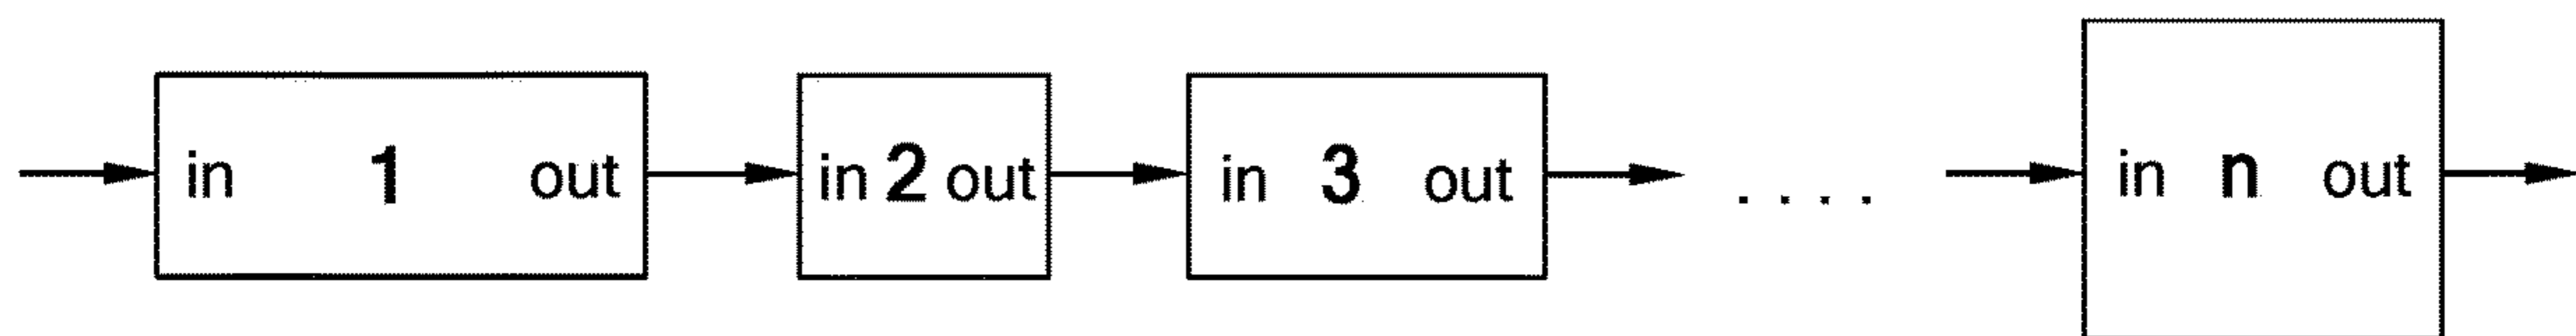 in 1 out in 2 out in 3 out . . . . in n out